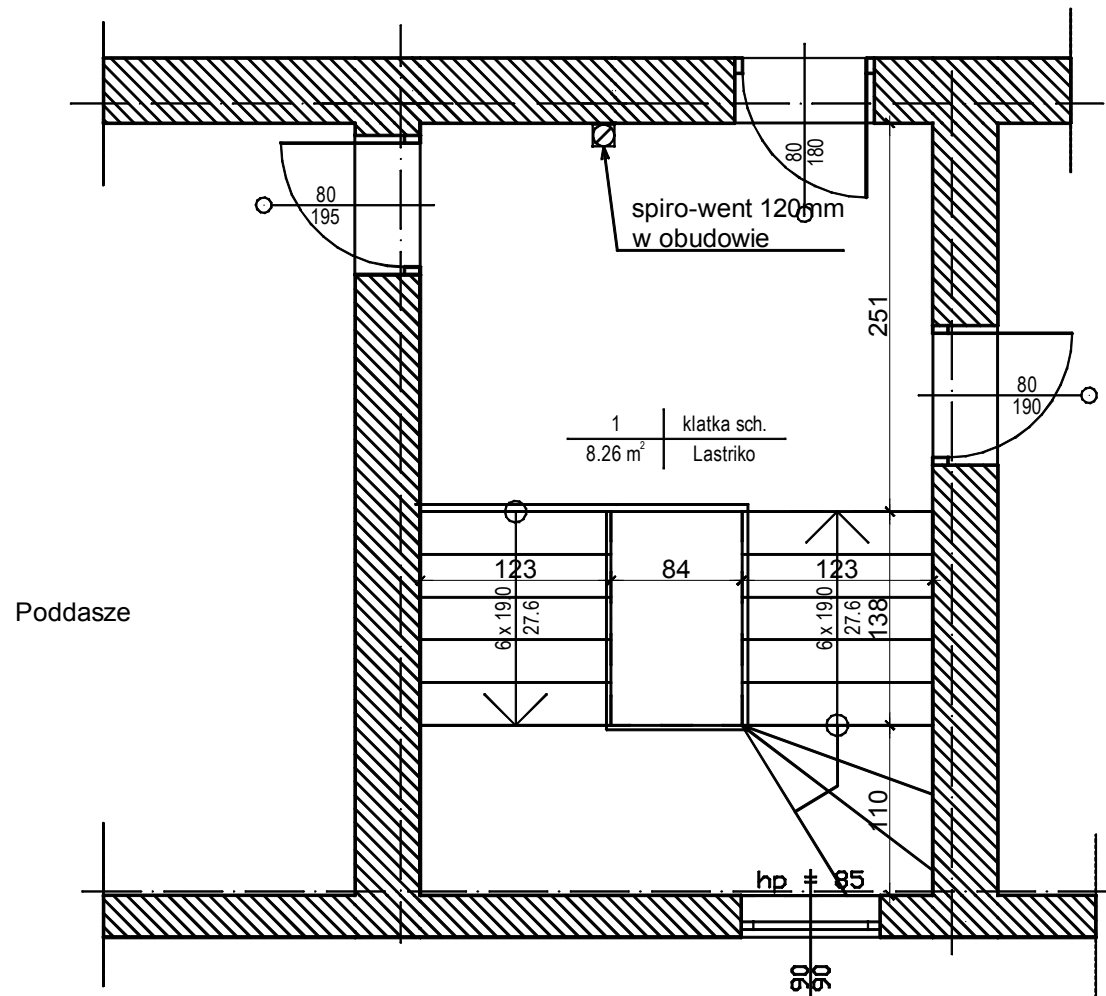 80
180
80
195
spiro-went 120mm
w obudowie
251
80
190
1
klatka sch.
8.26 m²
Lastriko
123
84
123
6 x 19.0
27.6
6 x 19.0
27.6
138
Poddasze
110
hp = 85
90
90